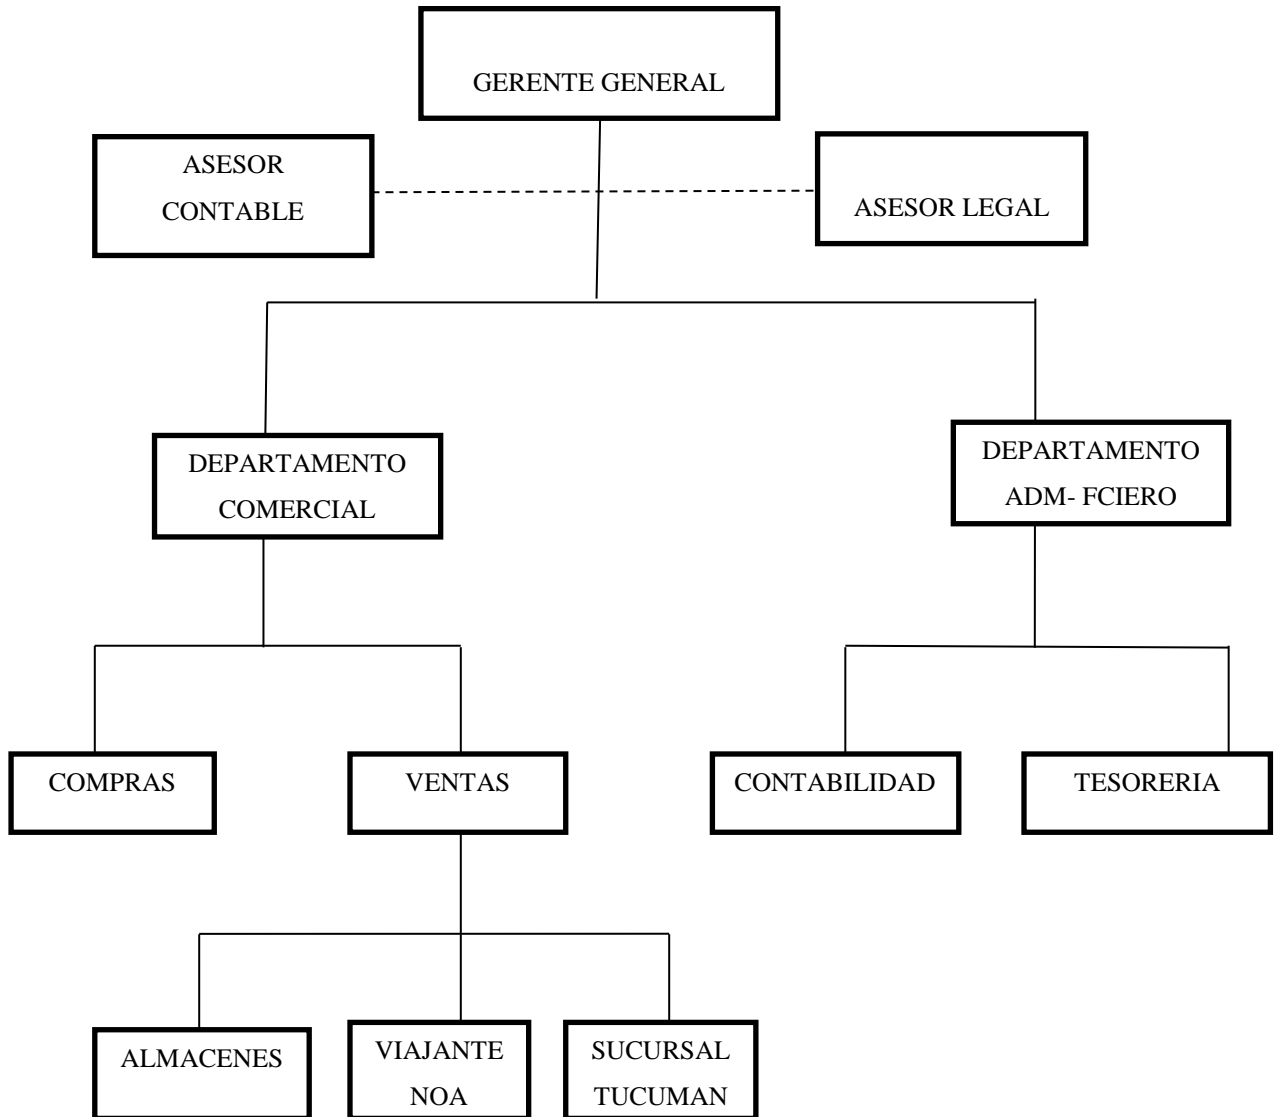 GERENTE GENERAL
ASESOR
CONTABLE
ASESOR LEGAL
DEPARTAMENTO
COMERCIAL
DEPARTAMENTO
ADM- FCIERO
COMPRAS
VENTAS
CONTABILIDAD
TESORERIA
ALMACENES
VIAJANTE
NOA
SUCURSAL
TUCUMAN